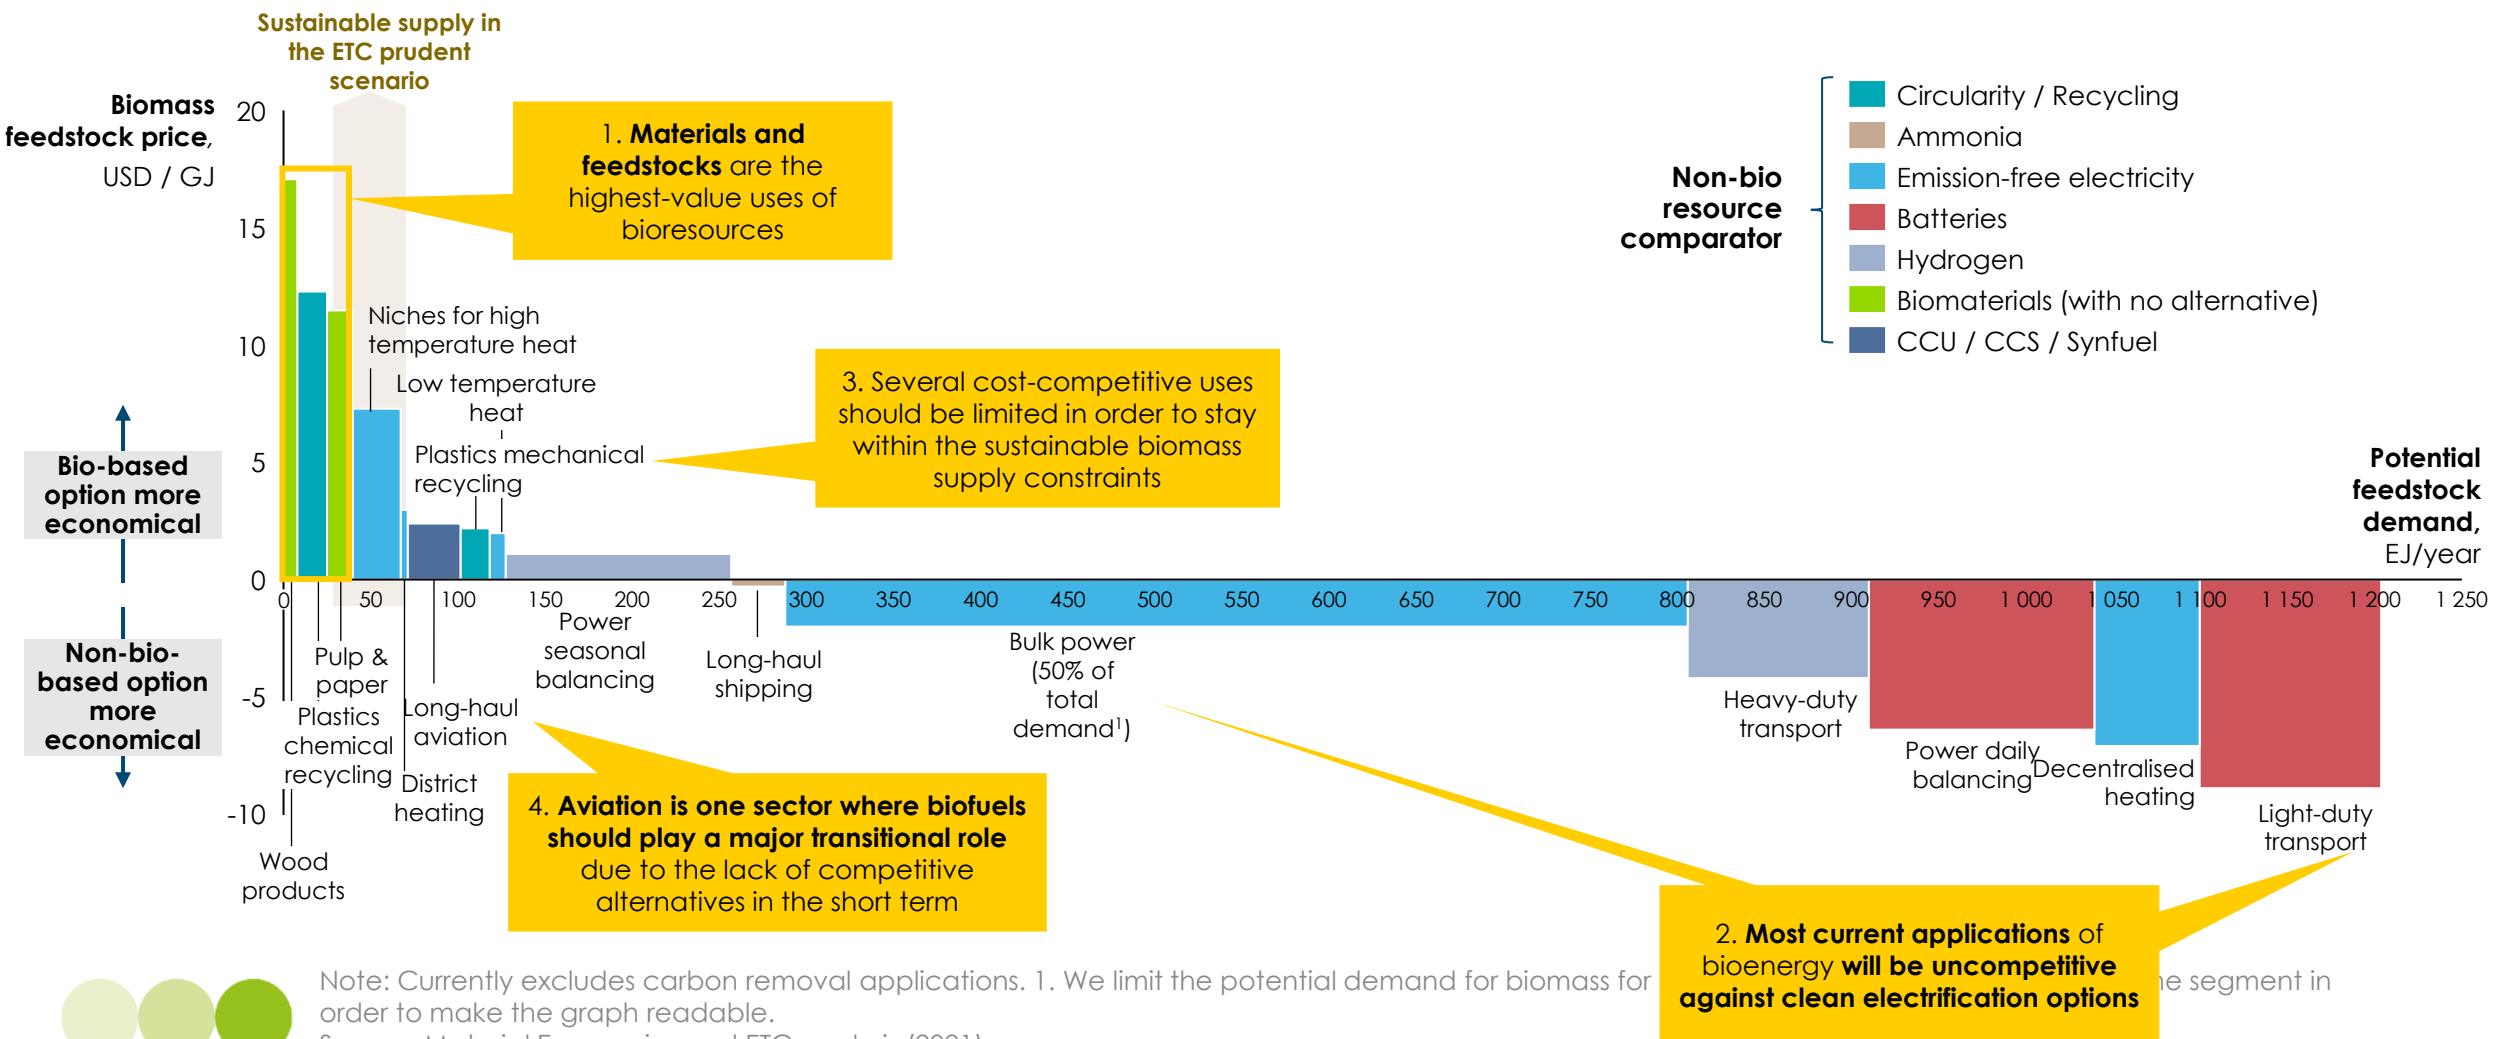 Sustainable supply in
the ETC prudent
scenario
Biomass
feedstock price,
USD / GJ
20
15
10
5
0
-5
-10
1. Materials and
feedstocks are the
highest-value uses of
bioresources
Non-bio
resource
comparator
Circularity / Recycling
Ammonia
Emission-free electricity
Batteries
Hydrogen
Biomaterials (with no alternative)
CCU / CCS / Synfuel
Niches for high
temperature heat
Low temperature
heat
Plastics mechanical
recycling
3. Several cost-competitive uses
should be limited in order to stay
within the sustainable biomass
supply constraints
Bio-based
option more
economical
Non-bio-
based option
more
economical
Potential
feedstock
demand,
EJ/year
0 50 100 150 200 250 300 350 400 450 500 550 600 650 700 750 800 850 900 950 1 000 1 050 1 100 1 150 1 200 1 250
Power
seasonal
balancing
Pulp &
paper
Plastics
chemical
recycling
Long-haul
aviation
District
heating
Wood
products
Long-haul
shipping
Bulk power
(50% of
total
demand1)
Heavy-duty
transport
Power daily
balancing
Decentralised
heating
Light-duty
transport
4. Aviation is one sector where biofuels
should play a major transitional role
due to the lack of competitive
alternatives in the short term
2. Most current applications of
bioenergy will be uncompetitive
against clean electrification options
Note: Currently excludes carbon removal applications. 1. We limit the potential demand for biomass for segment in
order to make the graph readable.